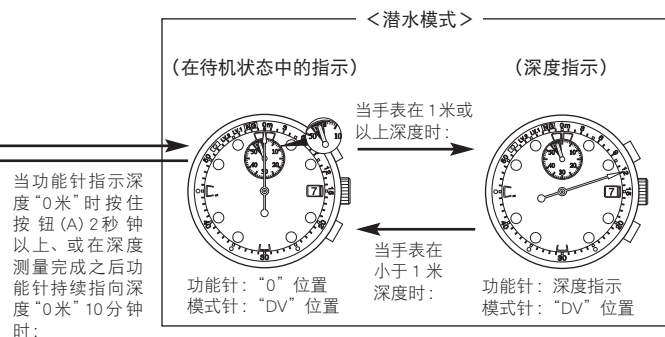 ＜潜水模式＞
（在待机状态中的指示）
（深度指示）
当手表在 1 米或
以上深度时：
当功能针指示深
度“0米”时按住
按 钮 (A) 2 秒 钟
以上、或在深度
测量完成之后功
能针持续指向深
度“0米”10分钟
时：
当手表在
小于 1 米
深度时：
功能针：“0”位置
模式针：“DV”位置
功能针：深度指示
模式针：“DV”位置
7
7